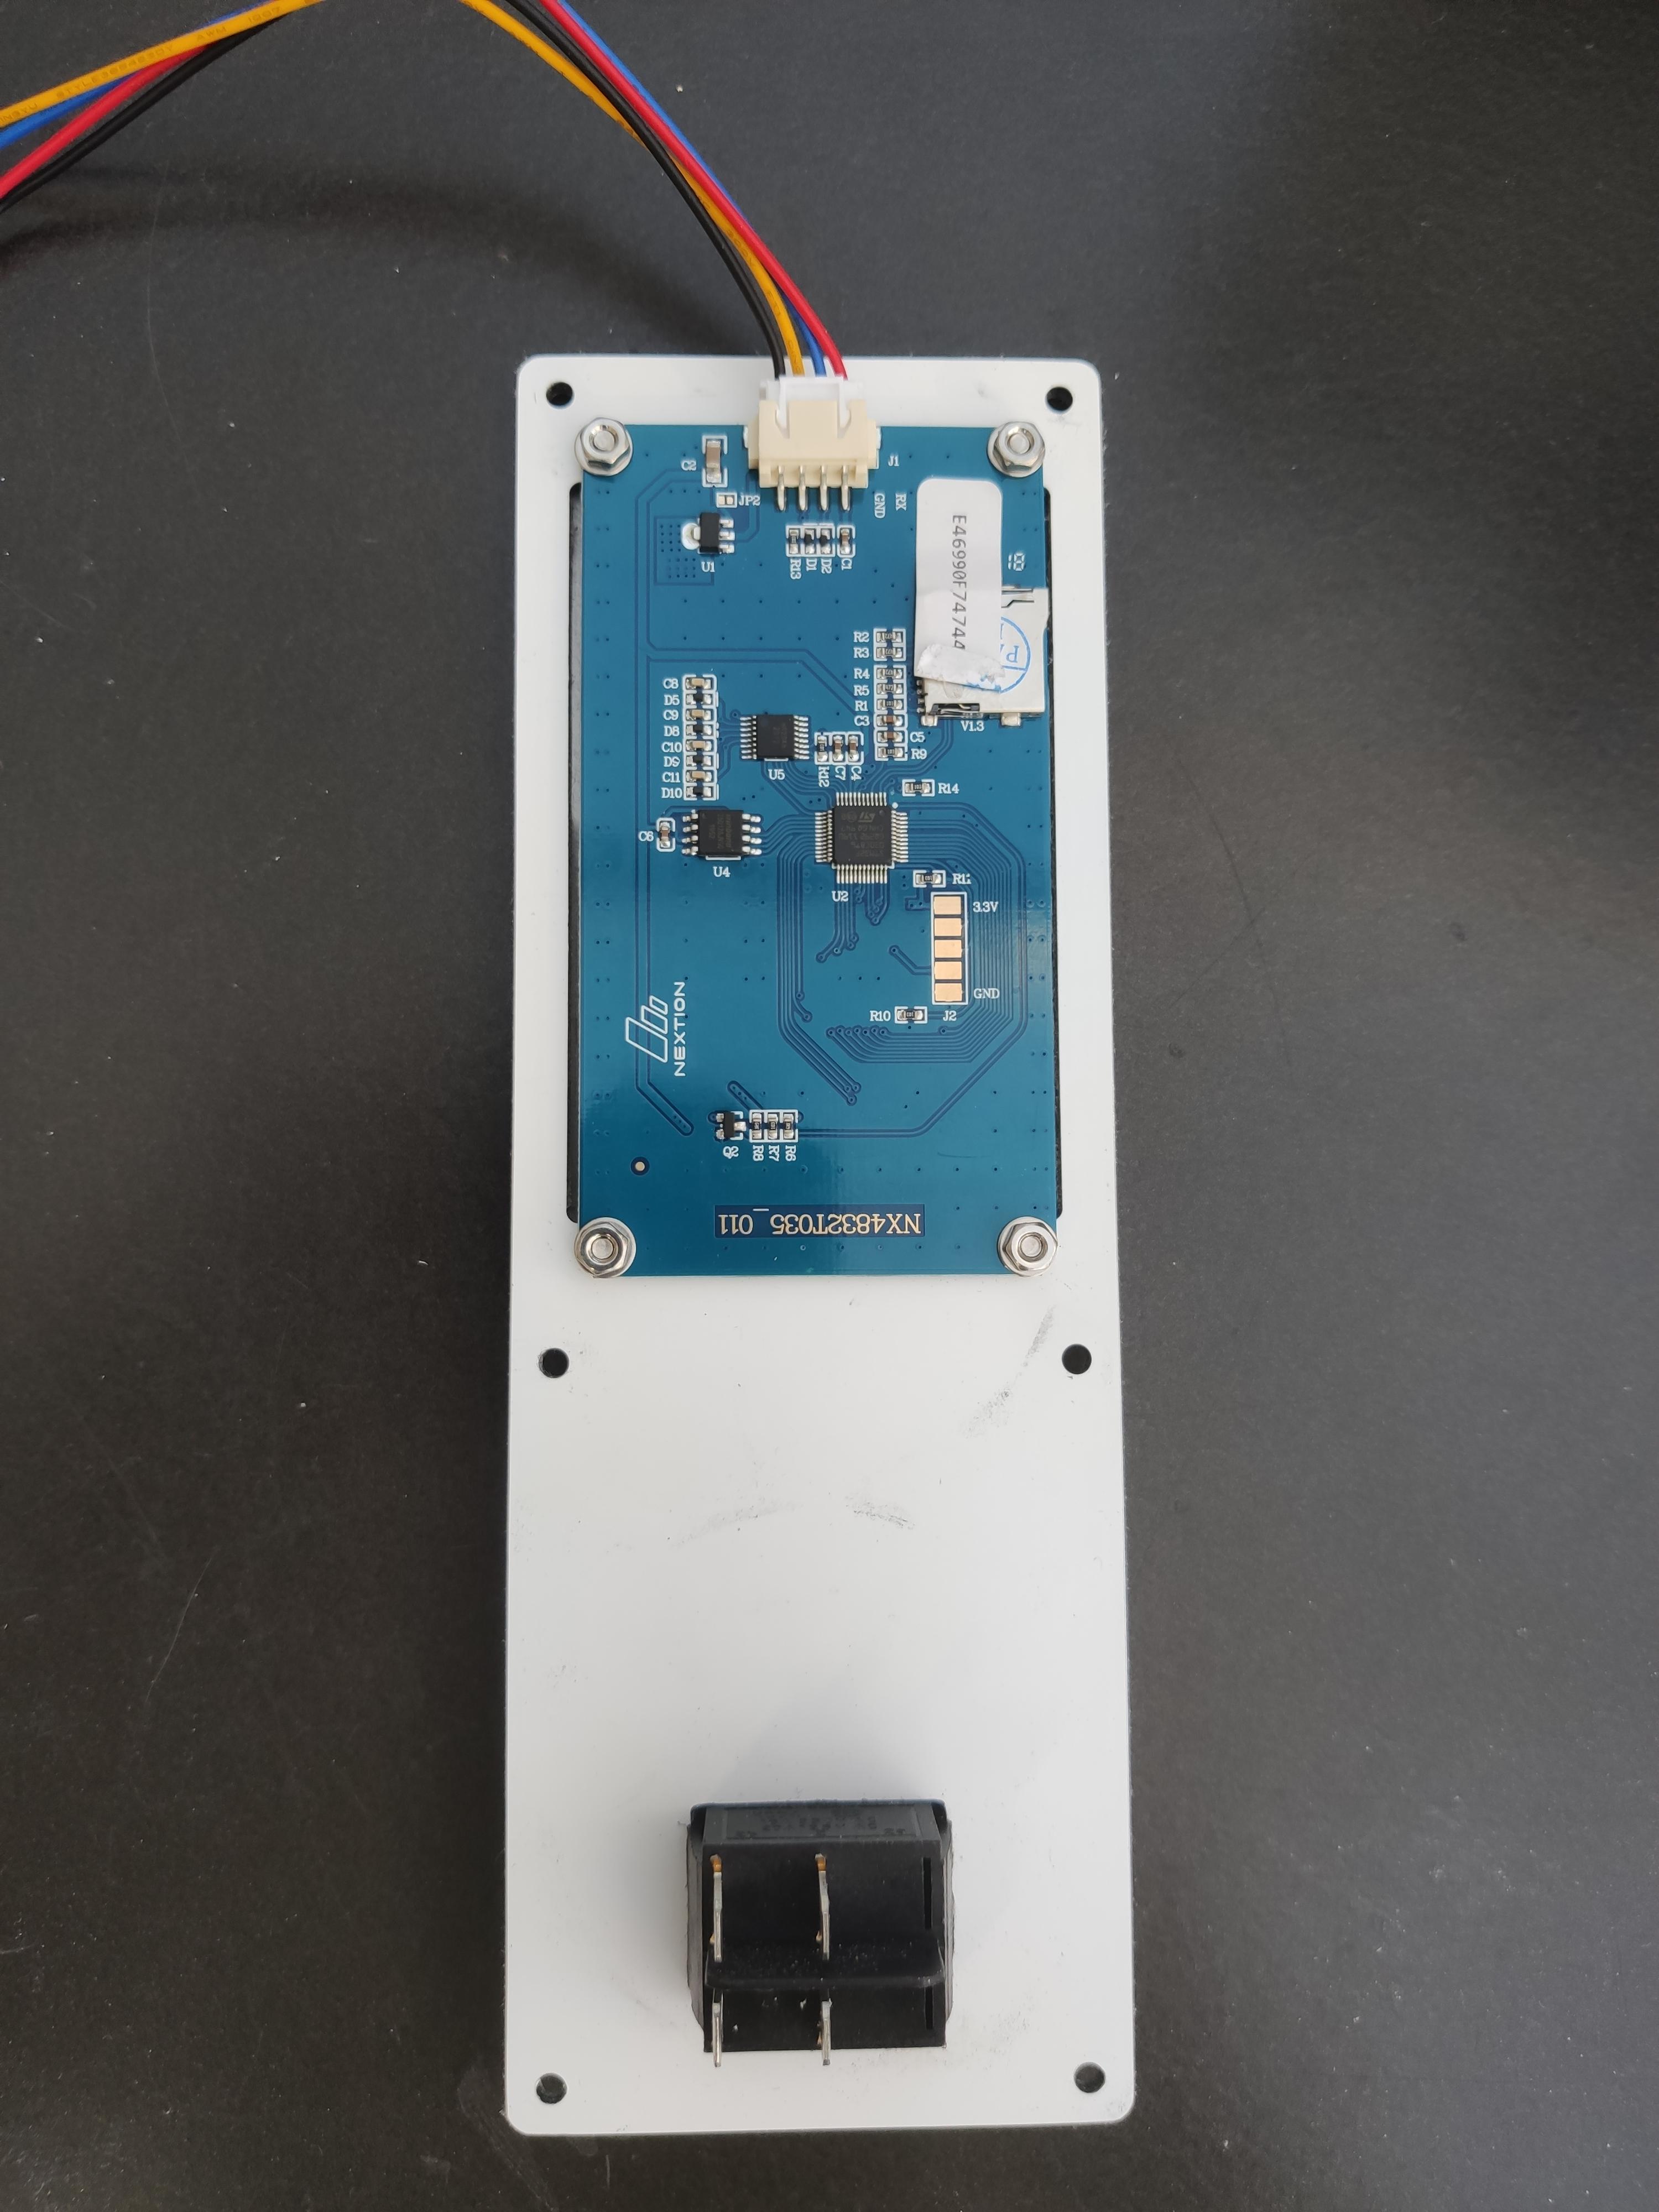 C2
J1
JP2
GND
RX
U1
R13
D1
D2
C1
E46990F74744
R2
R3
R4
R5
R1
C3
C5
R9
V1.3
C8
D5
C9
D8
C10
D9
C11
D10
U5
R12
C7
C4
R14
C6
U4
U2
3.3V
GND
R10
J2
NEXTION
R8
R7
R6
NX4832T035_011